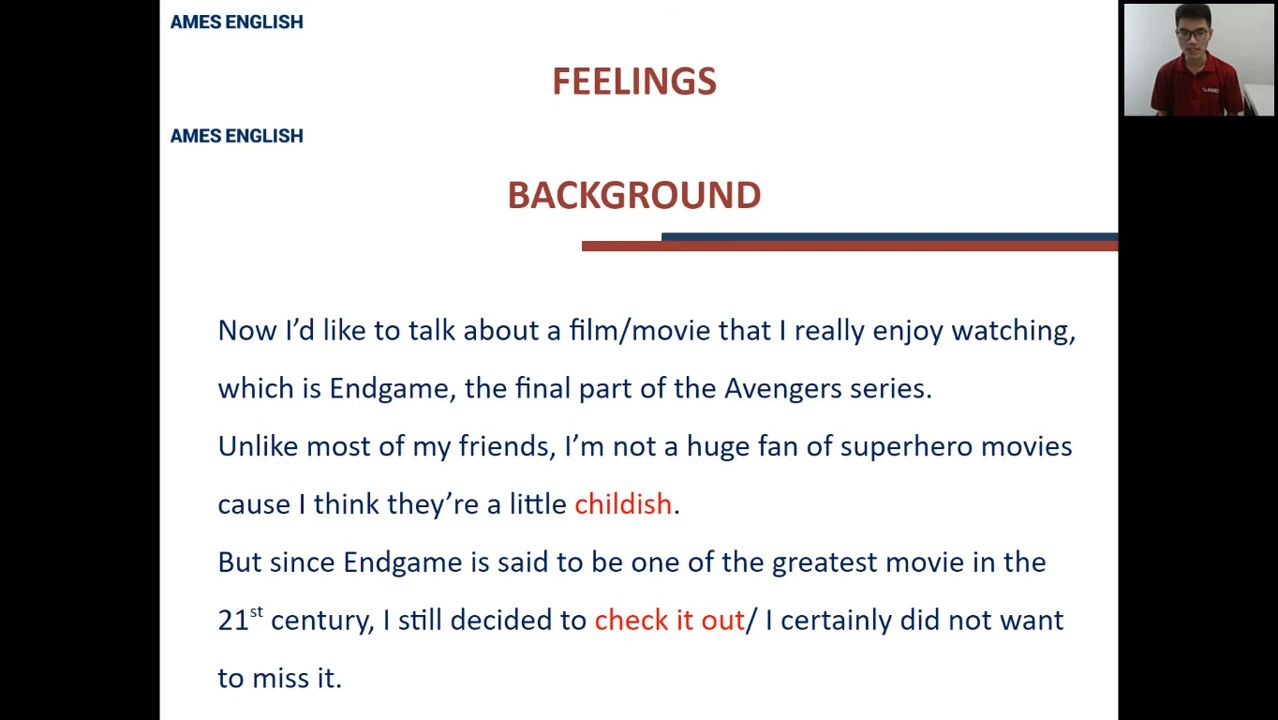 AMES ENGLISH
FEELINGS
AMES ENGLISH
BACKGROUND
Now I’d like to talk about a film/movie that I really enjoy watching,
which is Endgame, the final part of the Avengers series.
Unlike most of my friends, I’m not a huge fan of superhero movies
cause I think they’re a little childish.
But since Endgame is said to be one of the greatest movie in the
21st century, I still decided to check it out/ I certainly did not want
to miss it.